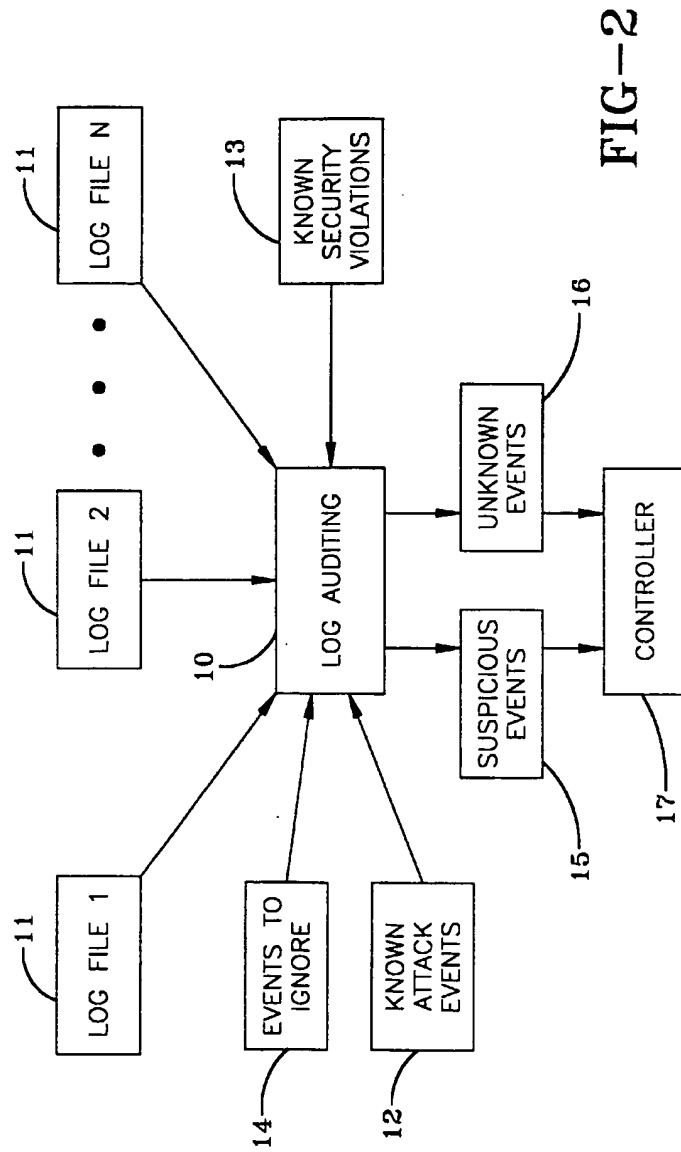 11
LOG FILE 1
11
LOG FILE 2
11
LOG FILE N
14
EVENTS TO
IGNORE
12
KNOWN
ATTACK
EVENTS
10
LOG AUDITING
13
KNOWN
SECURITY
VIOLATIONS
15
SUSPICIOUS
EVENTS
16
UNKNOWN
EVENTS
17
CONTROLLER
FIG-2